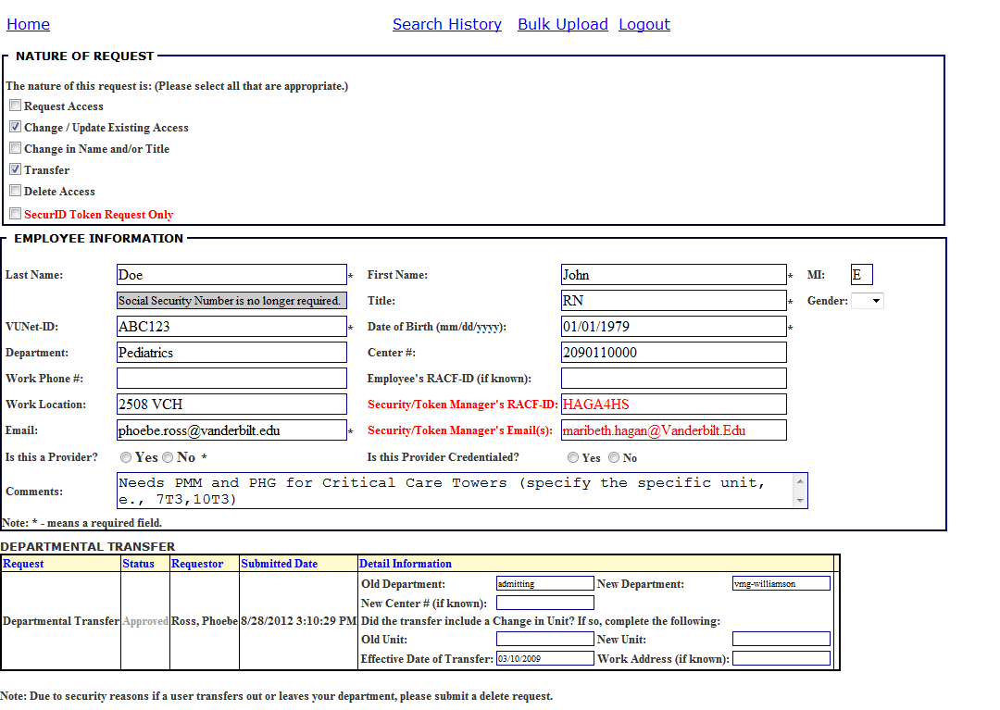 Home Search History Bulk Upload Logout
NATURE OF REQUEST
The nature of this request is: (Please select all that are appropriate.)
Request Access
Change / Update Existing Access
Change in Name and/or Title
Transfer
Delete Access
SecurID Token Request Only
EMPLOYEE INFORMATION
Last Name: Doe * First Name: John * MI: E
Social Security Number is no longer required. Title: RN * Gender:
VUNet-ID: ABC123 * Date of Birth (mm/dd/yyyy): 01/01/1979 *
Department: Pediatrics Center #: 2090110000
Work Phone #: Employee's RACF-ID (if known):
Work Location: 2508 VCH Security/Token Manager's RACF-ID: HAGA4HS
Email: phoebe.ross@vanderbilt.edu * Security/Token Manager's Email(s): maribeth.hagan@Vanderbilt.Edu
Is this a Provider? Yes No * Is this Provider Credentialed? Yes No
Comments: Needs PMM and PHG for Critical Care Towers (specify the specific unit,
e., 7T3,10T3)
Note: * - means a required field.
DEPARTMENTAL TRANSFER
Request Status Requestor Submitted Date Detail Information
Old Department: admitting New Department: vmg-williamson
New Center # (if known):
Departmental Transfer Approved Ross, Phoebe 8/28/2012 3:10:29 PM Did the transfer include a Change in Unit? If so, complete the following:
Old Unit: New Unit:
Effective Date of Transfer: 03/10/2009 Work Address (if known):
Note: Due to security reasons if a user transfers out or leaves your department, please submit a delete request.